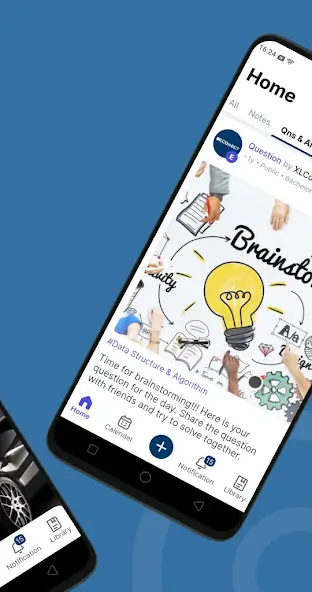 16:24
Home
All Notes Qns & A
Question by XLCo
1y • Public • Bachelor
Brainstor
uity
A/a
#Data Structure & Algorithm
Time for brainstorming!!! Here is your
question for the day. Share the question
with friends and try to solve together.
Home
Calender
15
Notification
Library
15
Notification
Library